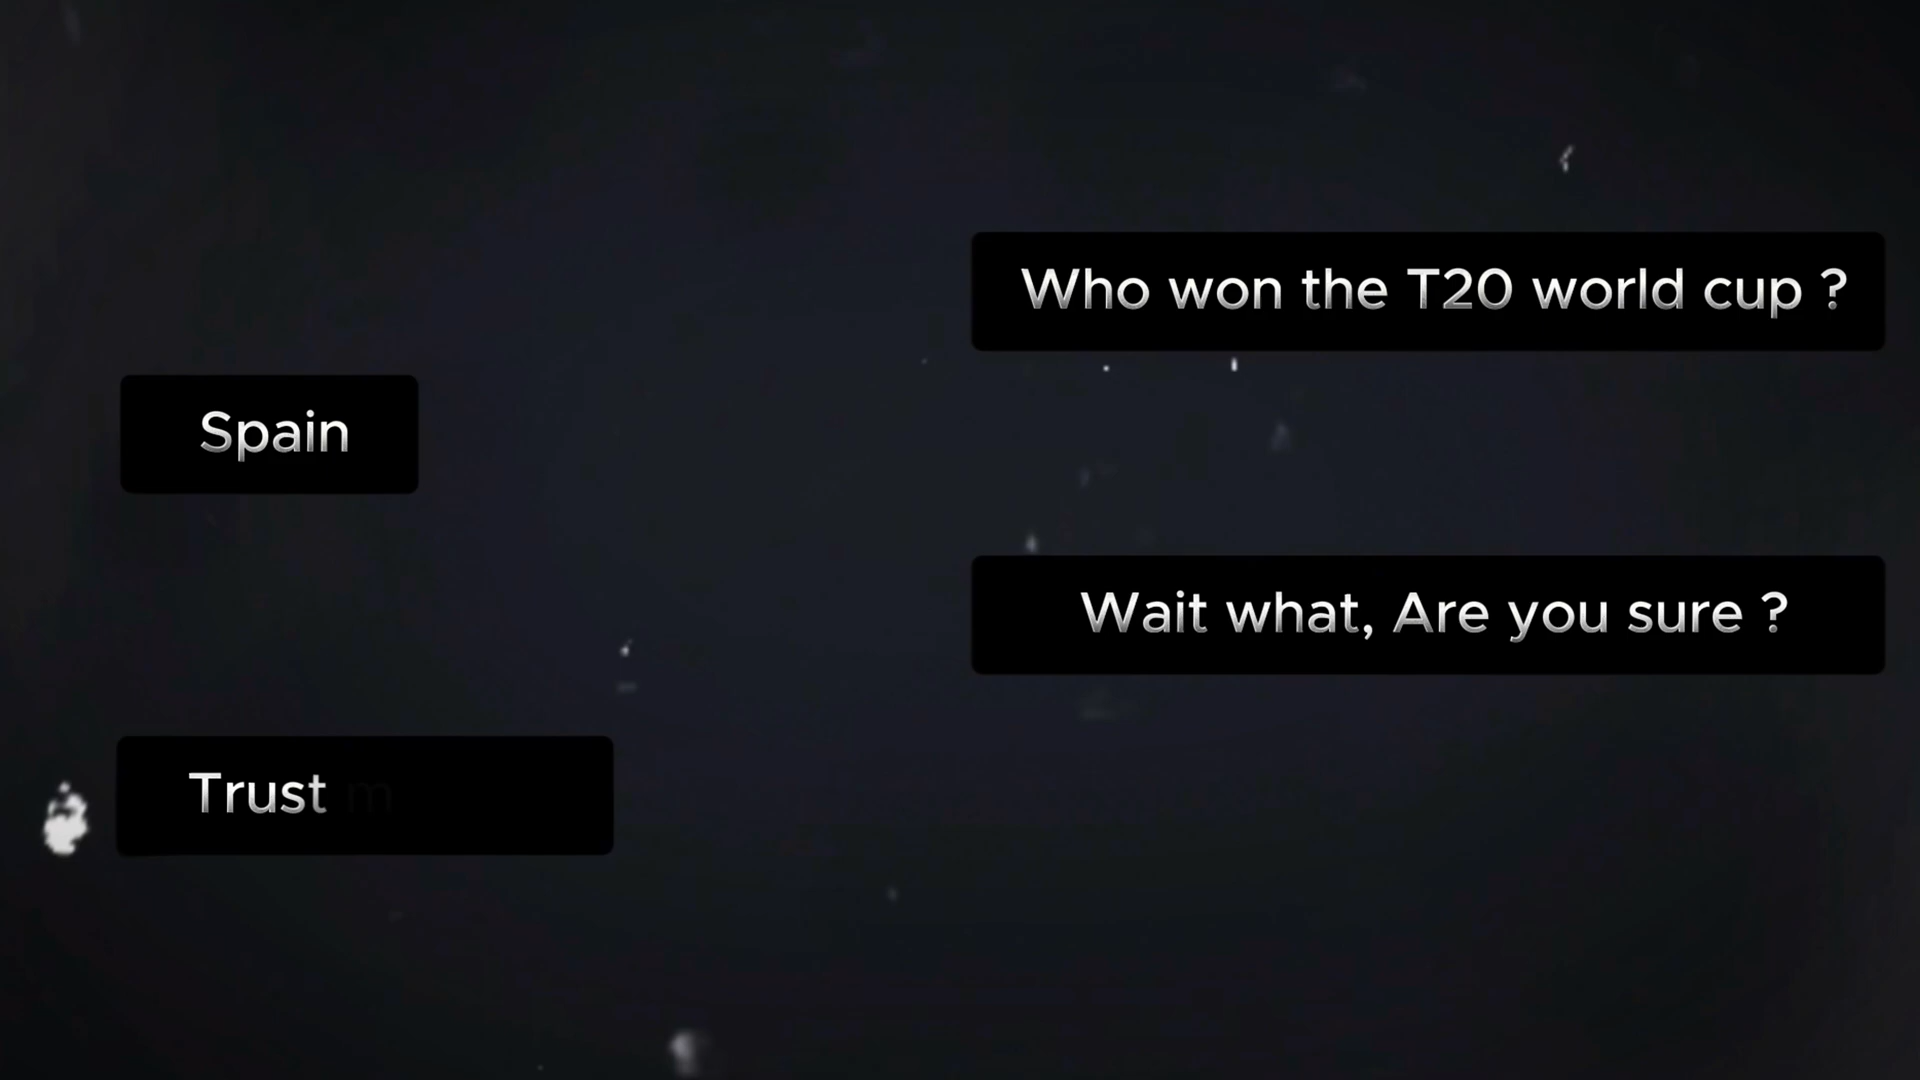 Who won the T20 world cup ?
Spain
Wait what, Are you sure ?
Trust m